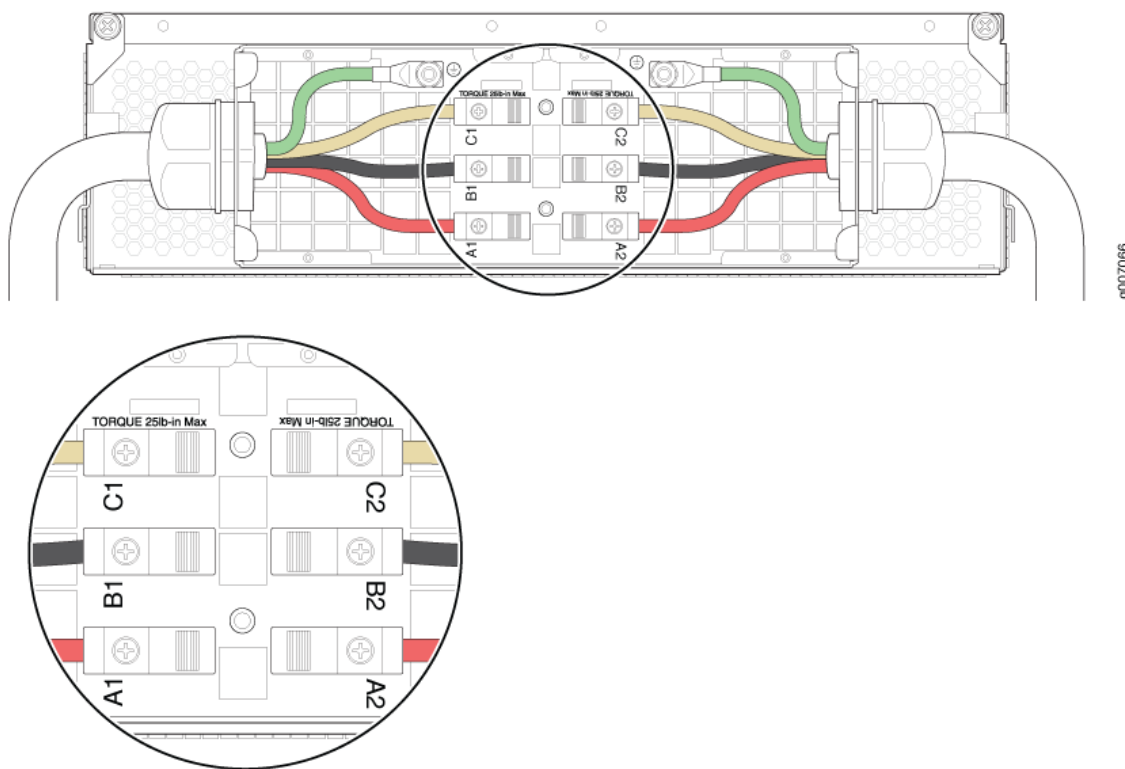 TORQUE 25lb-in Max
TORQUE 25lb-in Max
C1
C2
B1
B2
A1
A2
g007066
TORQUE 25lb-in Max
TORQUE 25lb-in Max
C1
C2
B1
B2
A1
A2